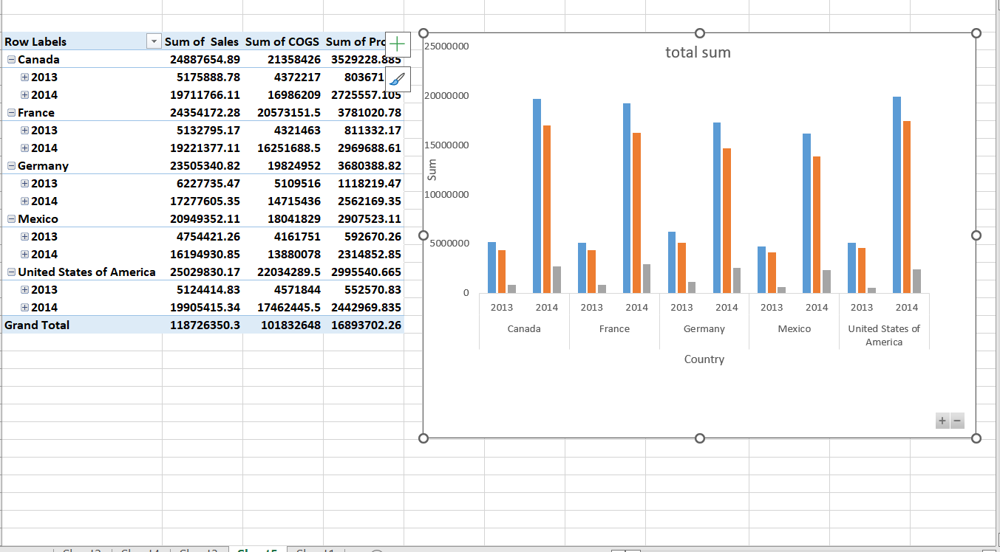 Row Labels Sum of  Sales Sum of COGS Sum of
Canada 24887654.89 21358426 3529228.885
2013 5175888.78 4372217 803671
2014 19711766.11 16986209 2725557.105
France 24354172.28 20573151.5 3781020.78
2013 5132795.17 4321463 811332.17
2014 19221377.11 16251688.5 2969688.61
Germany 23505340.82 19824952 3680388.82
2013 6227735.47 5109516 1118219.47
2014 17277605.35 14715436 2562169.35
Mexico 20949352.11 18041829 2907523.11
2013 4754421.26 4161751 592670.26
2014 16194930.85 13880078 2314852.85
United States of America 25029830.17 22034289.5 2995540.665
2013 5124414.83 4571844 552570.83
2014 19905415.34 17462445.5 2442969.835
Grand Total 118726350.3 101832648 16893702.26
total sum
25000000
20000000
15000000
10000000
5000000
0
Sum
2013 2014 2013 2014 2013 2014 2013 2014 2013 2014
Canada France Germany Mexico United States of
America
Country